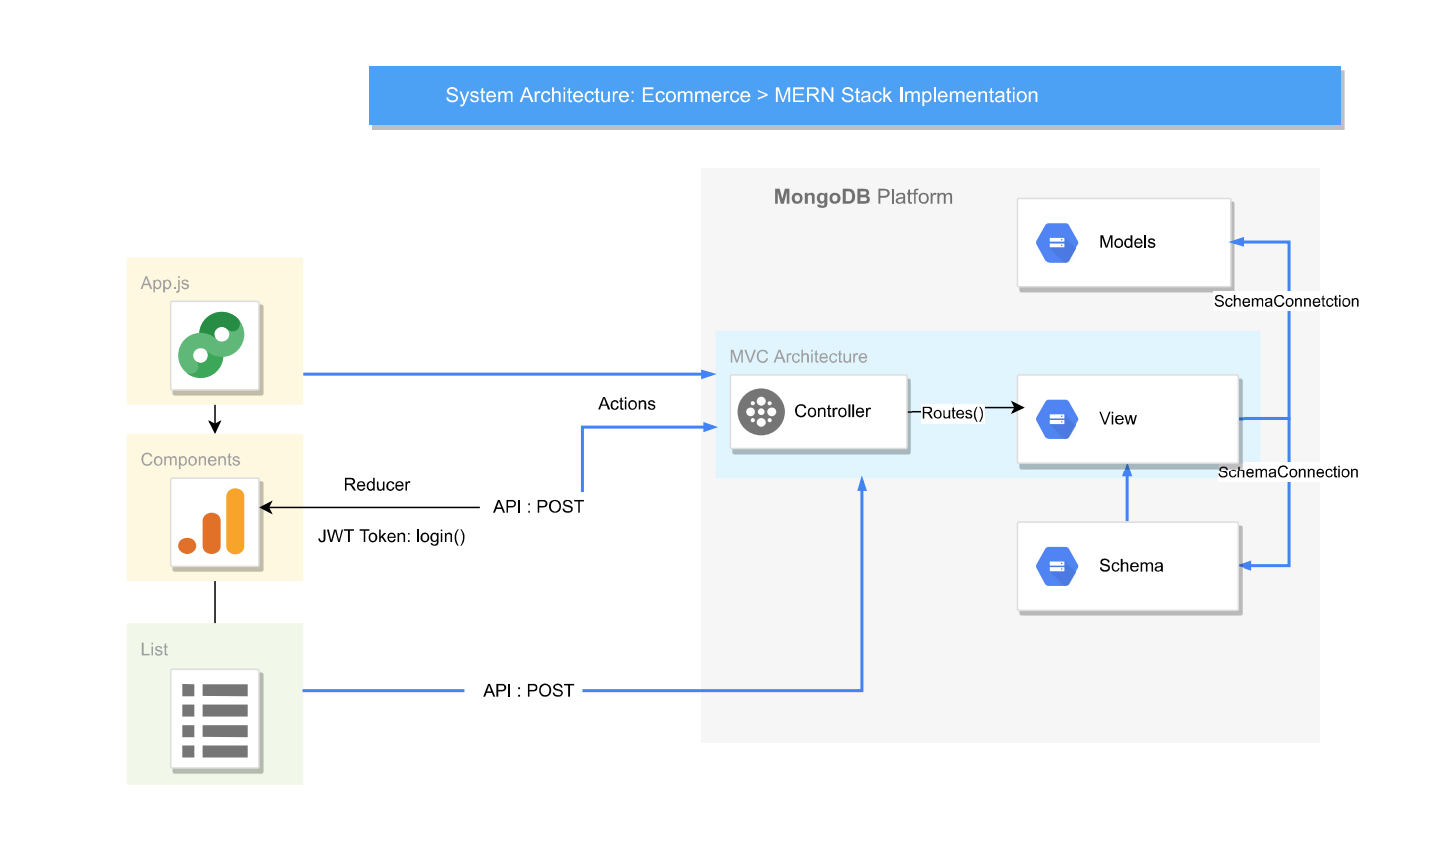 System Architecture: Ecommerce > MERN Stack Implementation
MongoDB Platform
Models
SchemaConnetction
App.js
MVC Architecture
Controller
Routes()
View
Actions
Components
Reducer
API : POST
JWT Token: login()
SchemaConnection
Schema
List
API : POST